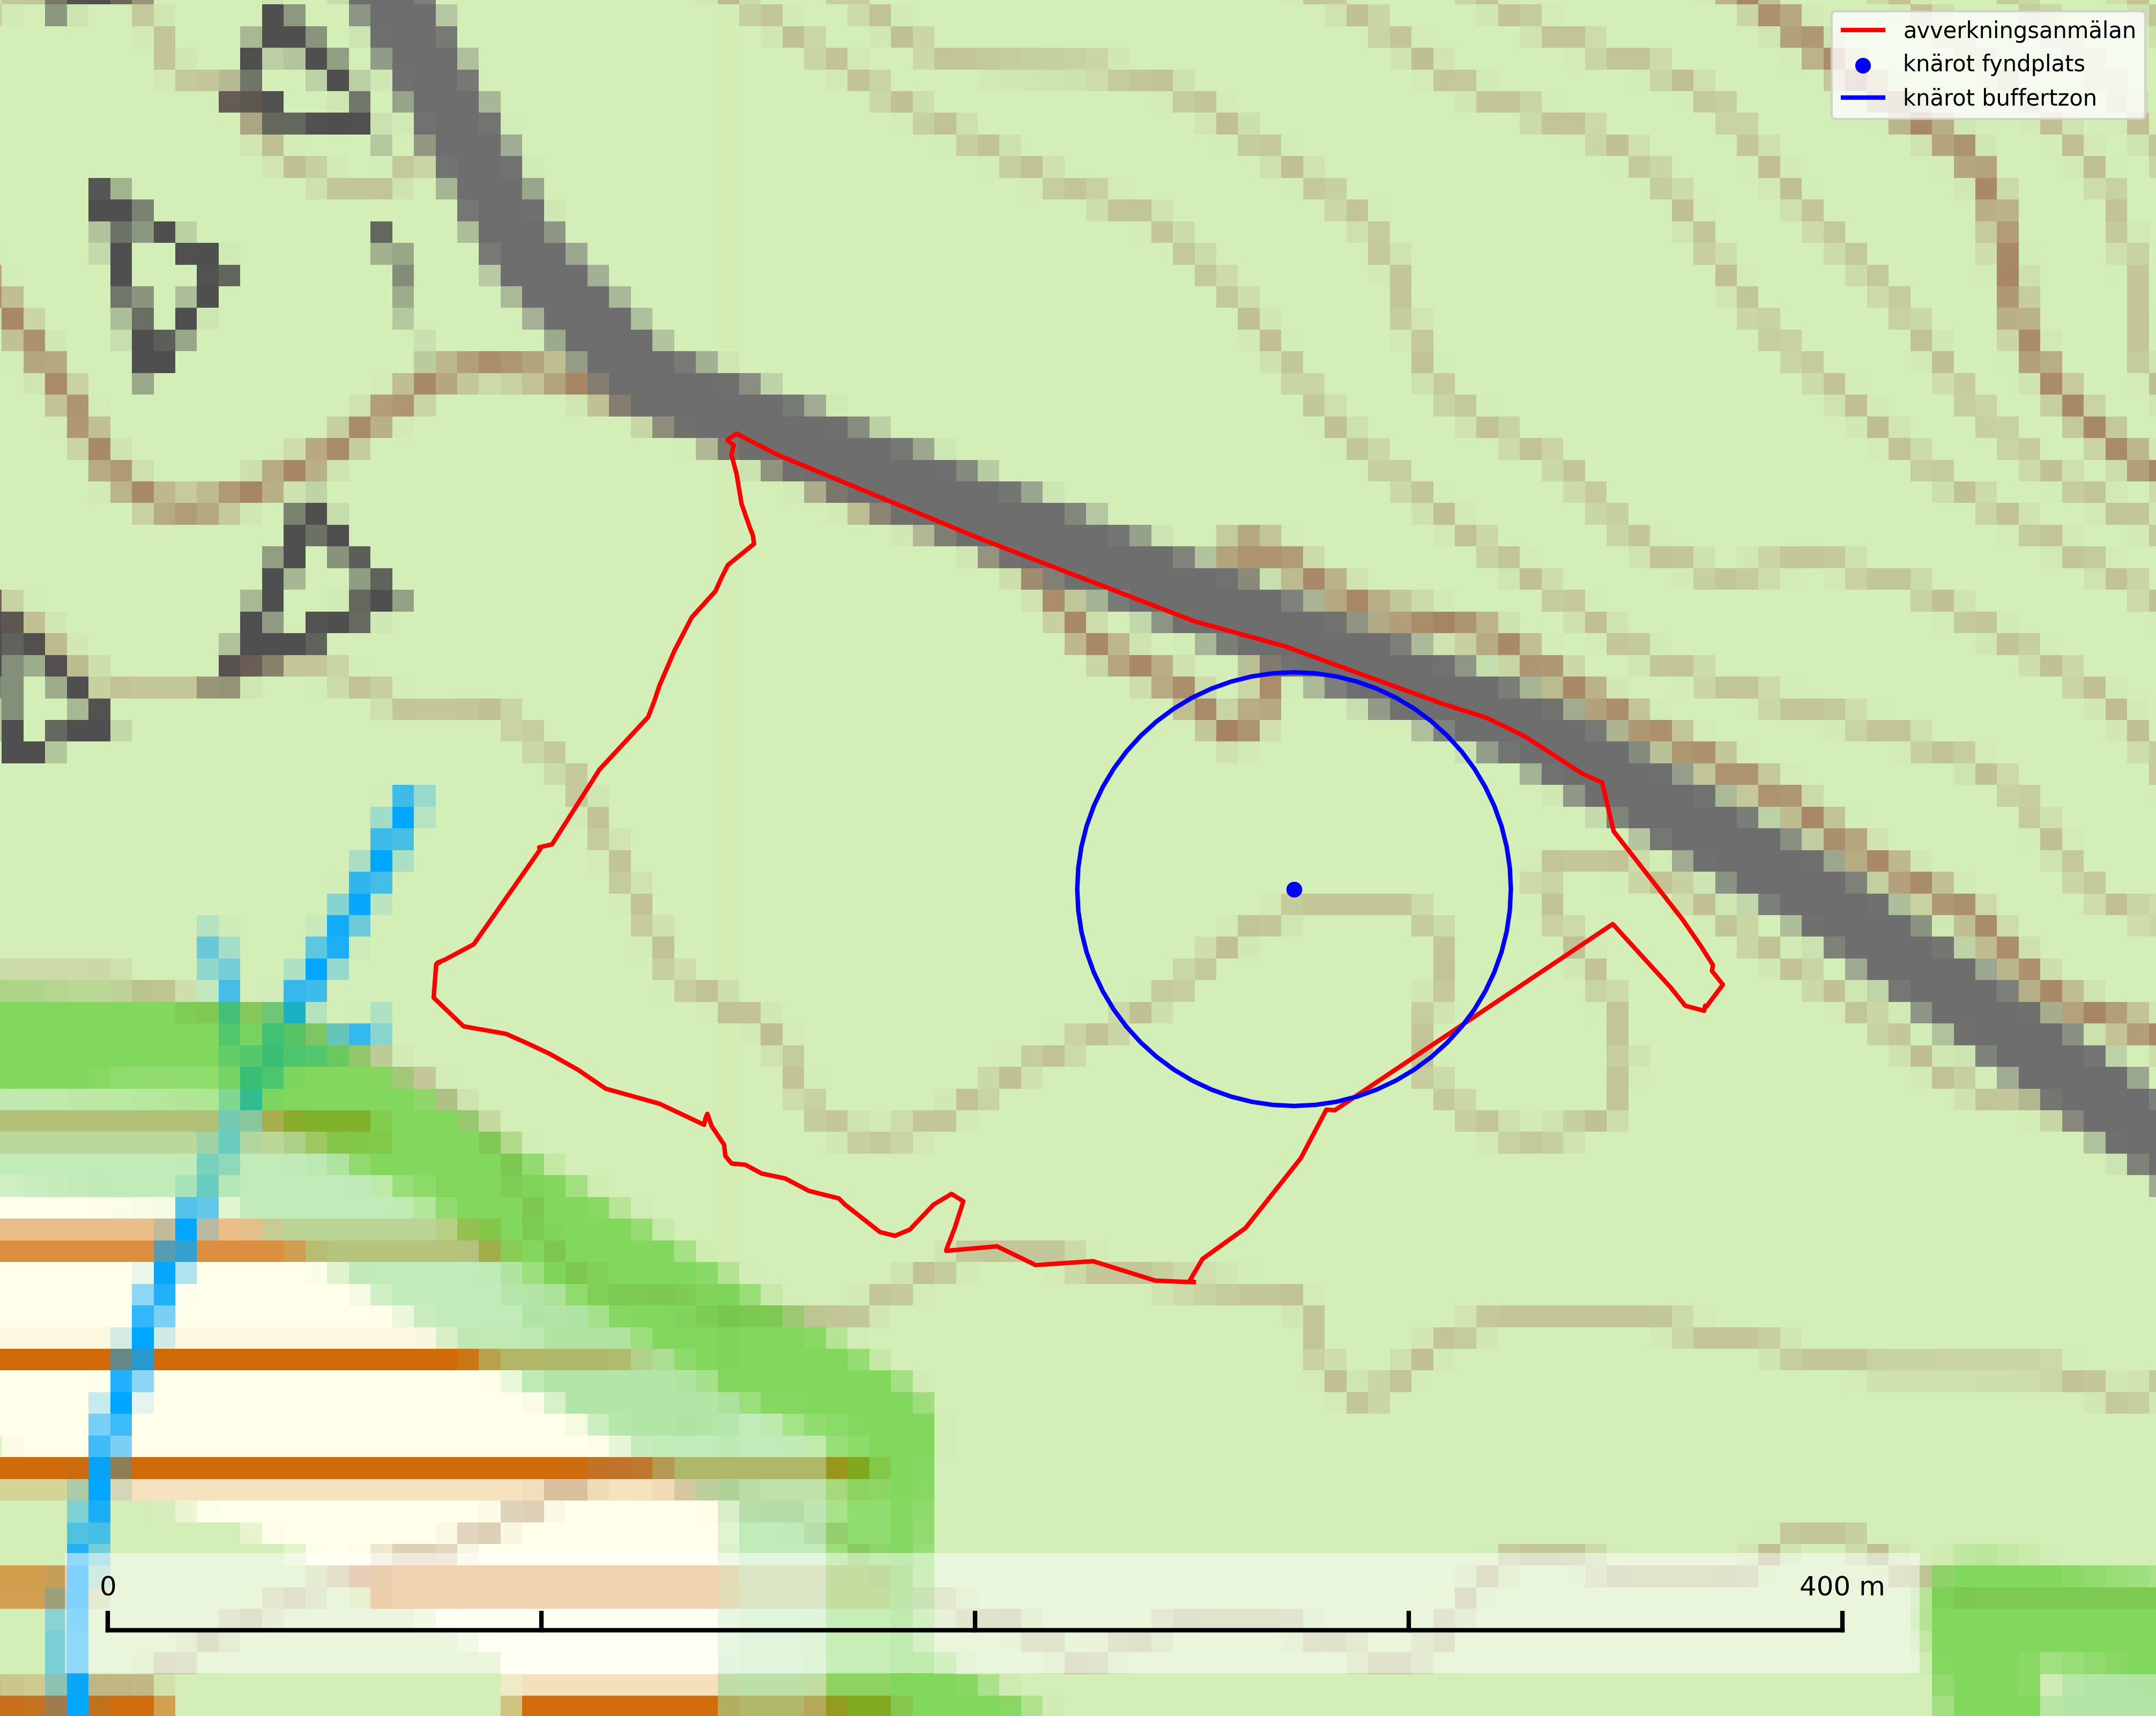 avverkningsanmälan
knärot fyndplats
knärot buffertzon
0
400 m